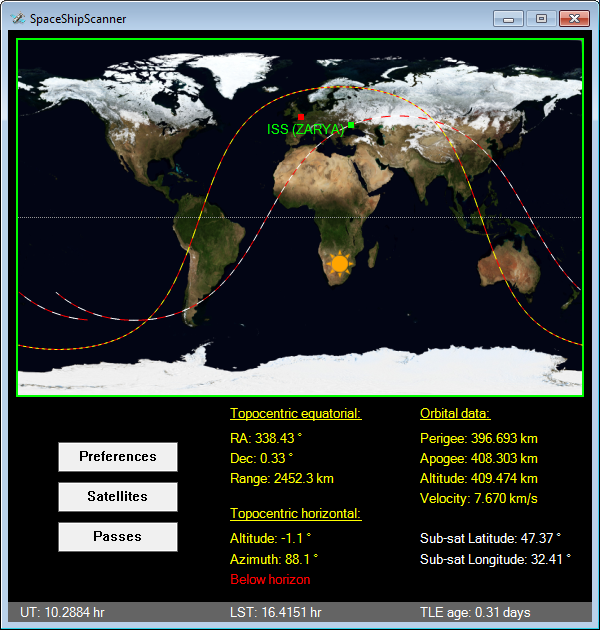 SpaceShipScanner
ISS (ZARYA)
Preferences
Satellites
Passes
Topocentric equatorial:
RA: 338.43 °
Dec: 0.33 °
Range: 2452.3 km
Topocentric horizontal:
Altitude: -1.1 °
Azimuth: 88.1 °
Below horizon
Orbital data:
Perigee: 396.693 km
Apogee: 408.303 km
Altitude: 409.474 km
Velocity: 7.670 km/s
Sub-sat Latitude: 47.37 °
Sub-sat Longitude: 32.41 °
UT: 10.2884 hr
LST: 16.4151 hr
TLE age: 0.31 days